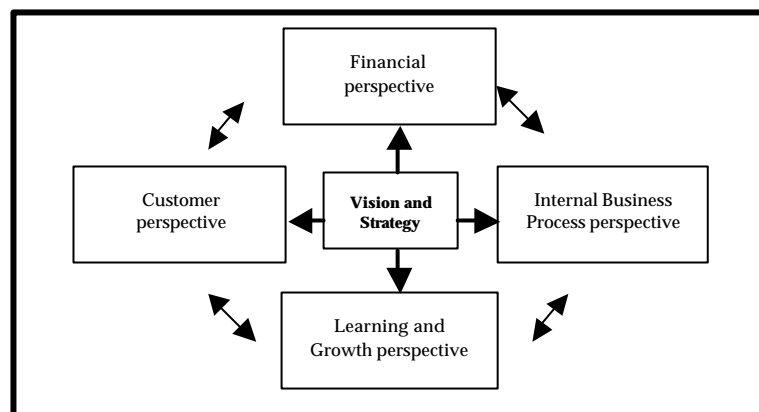 Financial
perspective
Customer
perspective
Vision and
Strategy
Internal Business
Process perspective
Learning and
Growth perspective